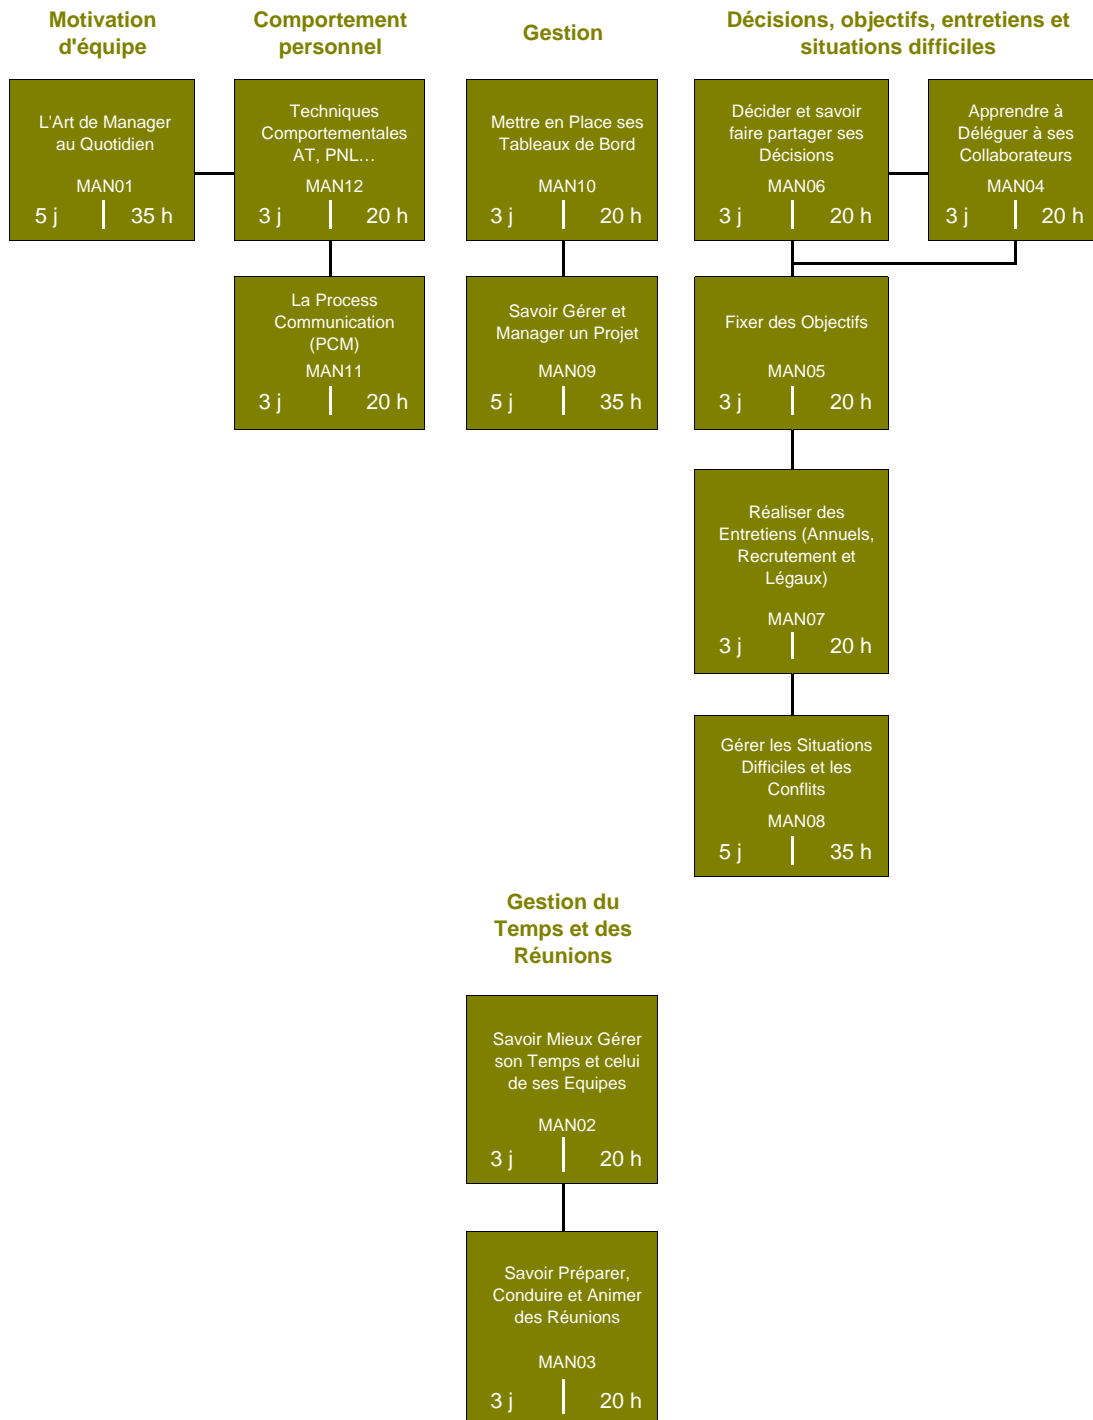 Motivation
d'équipe
Comportement
personnel
Gestion
Décisions, objectifs, entretiens et
situations difficiles
L'Art de Manager
au Quotidien
MAN01
5 j 35 h
Techniques
Comportementales
AT, PNL…
MAN12
3 j 20 h
Mettre en Place ses
Tableaux de Bord
MAN10
3 j 20 h
Décider et savoir
faire partager ses
Décisions
MAN06
3 j 20 h
Apprendre à
Déléguer à ses
Collaborateurs
MAN04
3 j 20 h
La Process
Communication
(PCM)
MAN11
3 j 20 h
Savoir Gérer et
Manager un Projet
MAN09
5 j 35 h
Fixer des Objectifs
MAN05
3 j 20 h
Réaliser des
Entretiens (Annuels,
Recrutement et
Légaux)
MAN07
3 j 20 h
Gérer les Situations
Difficiles et les
Conflits
MAN08
5 j 35 h
Gestion du
Temps et des
Réunions
Savoir Mieux Gérer
son Temps et celui
de ses Equipes
MAN02
3 j 20 h
Savoir Préparer,
Conduire et Animer
des Réunions
MAN03
3 j 20 h